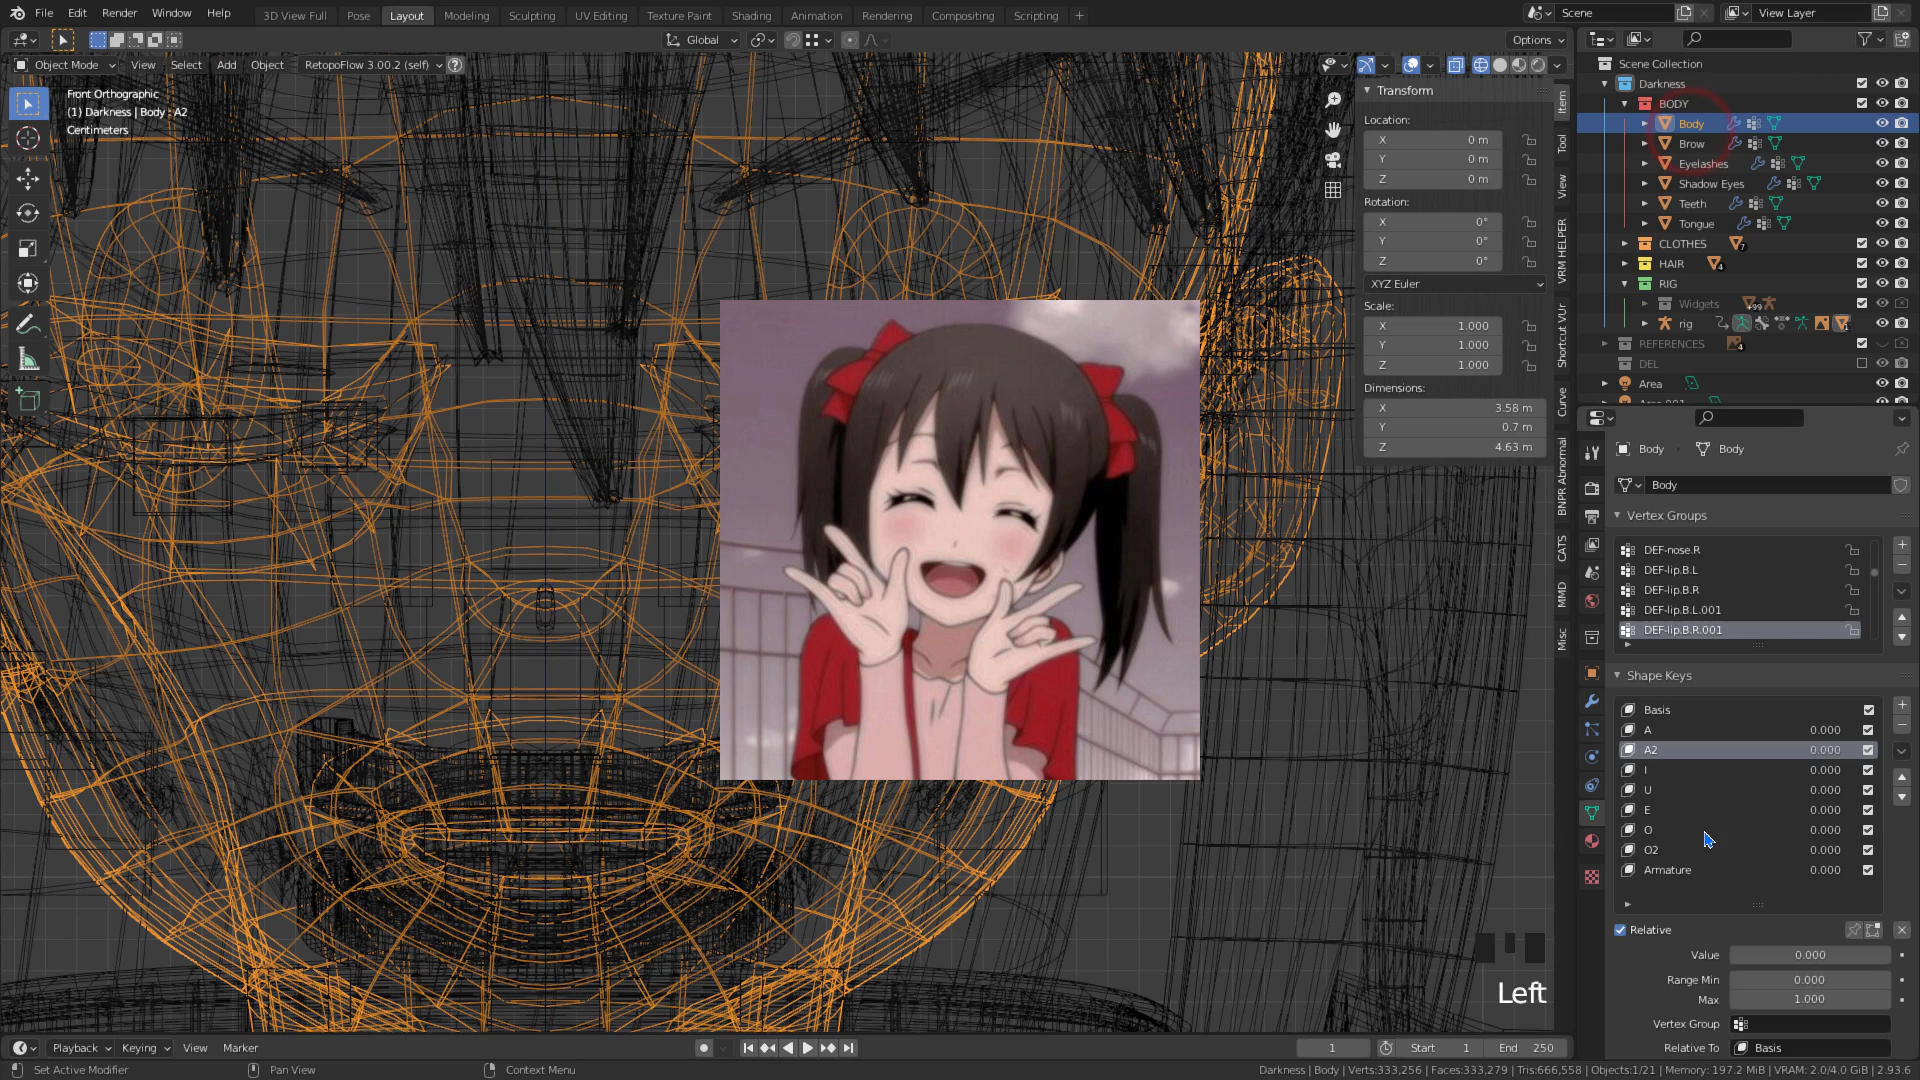 File Edit Render Window Help
3D View Full Pose Layout Modeling Sculpting UV Editing Texture Paint Shading Animation Rendering Compositing Scripting +
Scene
View Layer
Global
Options
Object Mode View Select Add Object RetopoFlow 3.00.2 (self)
Front Orthographic
(1) Darkness | Body : A2
Centimeters
Transform
Location:
X 0 m
Y 0 m
Z 0 m
Rotation:
X 0°
Y 0°
Z 0°
XYZ Euler
Scale:
X 1.000
Y 1.000
Z 1.000
Dimensions:
X 3.58 m
Y 0.7 m
Z 4.63 m
Item
Tool
View
VRM HELPER
Shortcut VUr
Curve
BNPR Abnormal
CATS
MMD
Misc
Left
Scene Collection
Darkness
BODY
Body
Brow
Eyelashes
Shadow Eyes
Teeth
Tongue
CLOTHES
HAIR
RIG
Widgets
rig
REFERENCES
DEL
Area
Body Body
Body
Vertex Groups
DEF-nose.R
DEF-lip.B.L
DEF-lip.B.R
DEF-lip.B.L.001
DEF-lip.B.R.001
Shape Keys
Basis
A 0.000
A2 0.000
I 0.000
U 0.000
E 0.000
O 0.000
O2 0.000
Armature 0.000
Relative
Value 0.000
Range Min 0.000
Max 1.000
Vertex Group
Relative To Basis
Playback Keying View Marker
1 Start 1 End 250
Set Active Modifier Pan View Context Menu
Darkness | Body | Verts:333,256 | Faces:333,279 | Tris:666,558 | Objects:1/21 | Memory: 197.2 MiB | VRAM: 2.0/4.0 GiB | 2.93.6